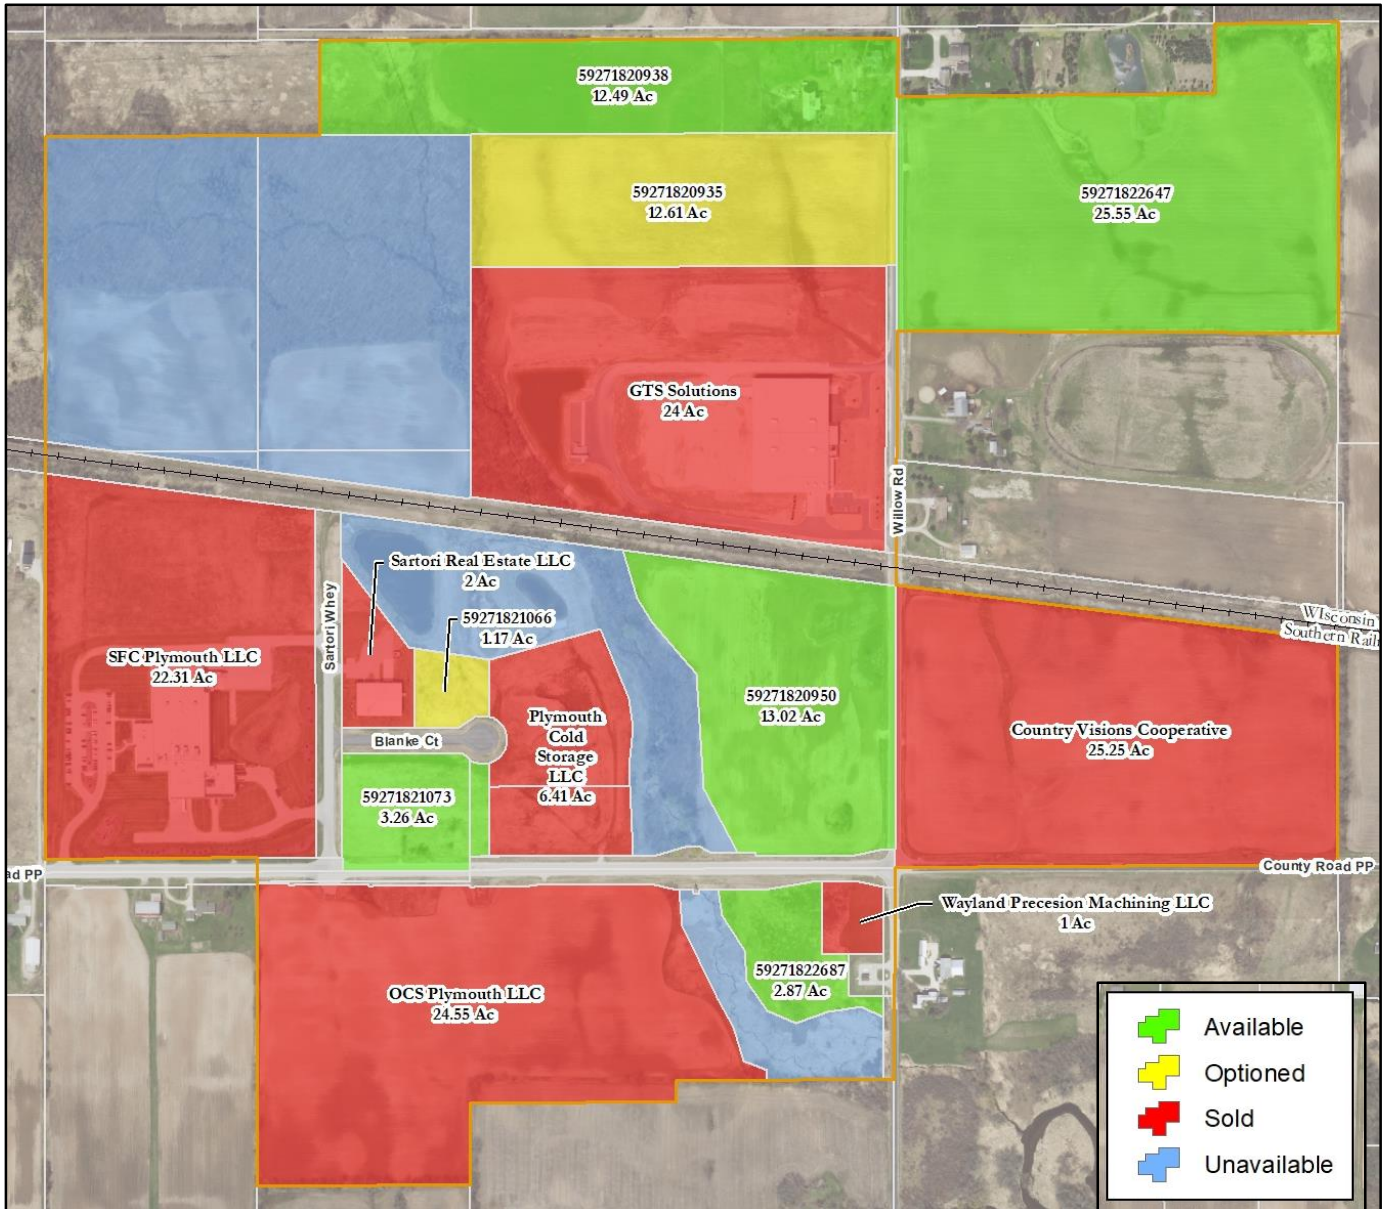 59271820938
12.49 Ac
59271820935
12.61 Ac
59271822647
25.55 Ac
GTS Solutions
24 Ac
Willow Rd
Sartori Real Estate LLC
2 Ac
59271821066
1.17 Ac
Sartori Whey
WIsconsin
Southern Railr
SFC Plymouth LLC
22.31 Ac
59271820950
13.02 Ac
Plymouth
Cold
Storage
LLC
6.41 Ac
Country Visions Cooperative
25.25 Ac
Blanke Ct
59271821073
3.26 Ac
ad PP
County Road PP
Wayland Precesion Machining LLC
1 Ac
59271822687
2.87 Ac
OCS Plymouth LLC
24.55 Ac
Available
Optioned
Sold
Unavailable